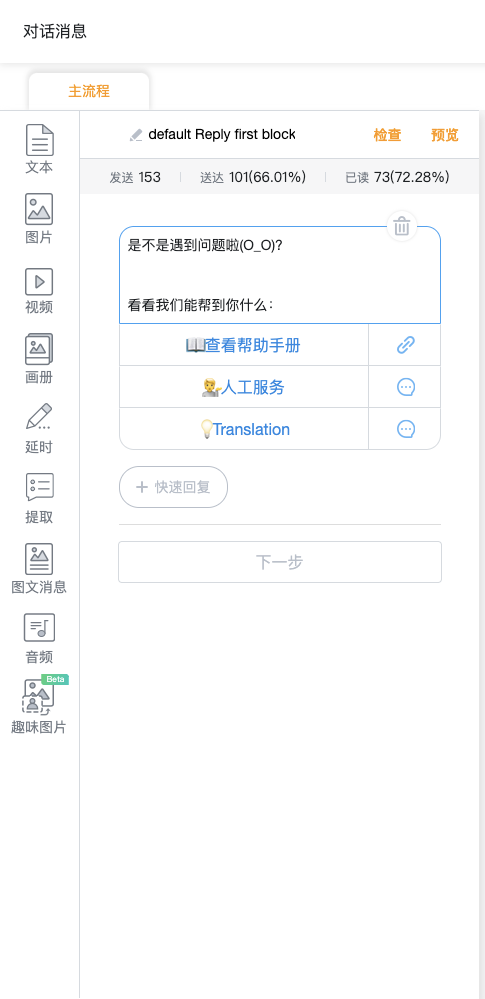 对话消息
主流程
default Reply first block 检查 预览
发送 153 送达 101(66.01%) 已读 73(72.28%)
文本
图片
视频
画册
延时
提取
图文消息
音频
Beta
趣味图片
是不是遇到问题啦(O_O)?
看看我们能帮到你什么:
📖查看帮助手册
💁‍♂️人工服务
💡Translation
+ 快速回复
下一步